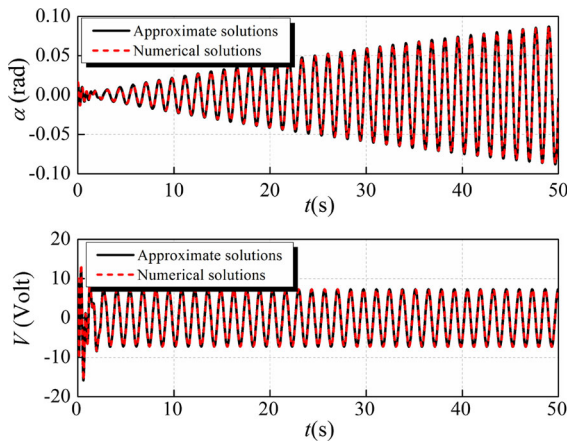 0.10
0.05
0.00
-0.05
-0.10
α (rad)
Approximate solutions
Numerical solutions
0 10 20 30 40 50
t(s)
20
10
0
-10
-20
V (Volt)
Approximate solutions
Numerical solutions
0 10 20 30 40 50
t(s)